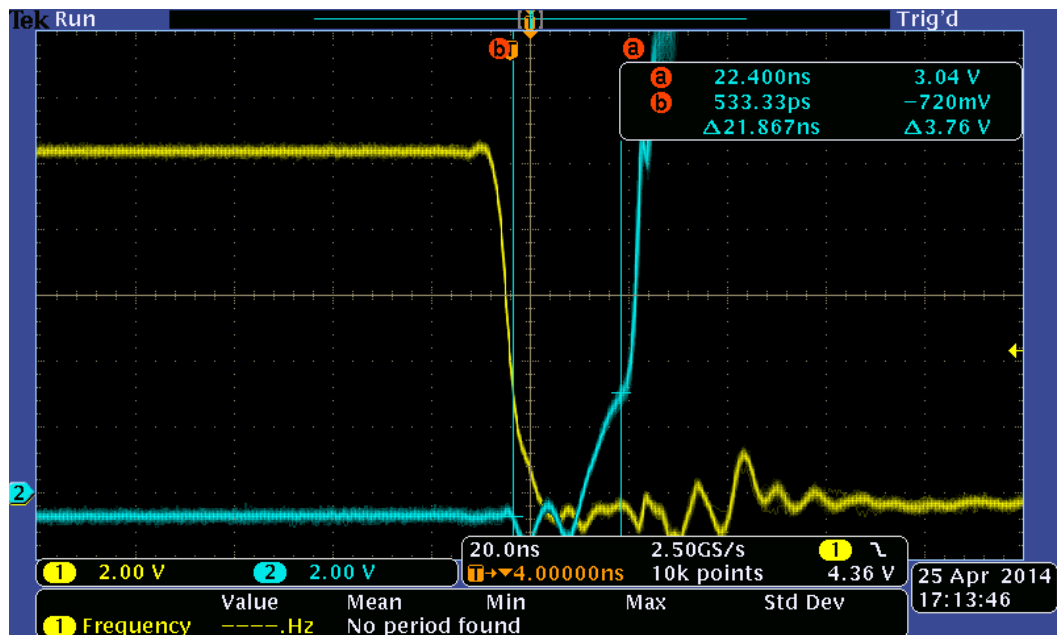 Tek Run Trig'd
b T a
a 22.400ns 3.04 V
b 533.33ps −720mV
Δ21.867ns Δ3.76 V
2
1 2.00 V 2 2.00 V
20.0ns 2.50GS/s 1
T→▼4.00000ns 10k points 4.36 V
25 Apr 2014
17:13:46
Value Mean Min Max Std Dev
1 Frequency ----.Hz No period found